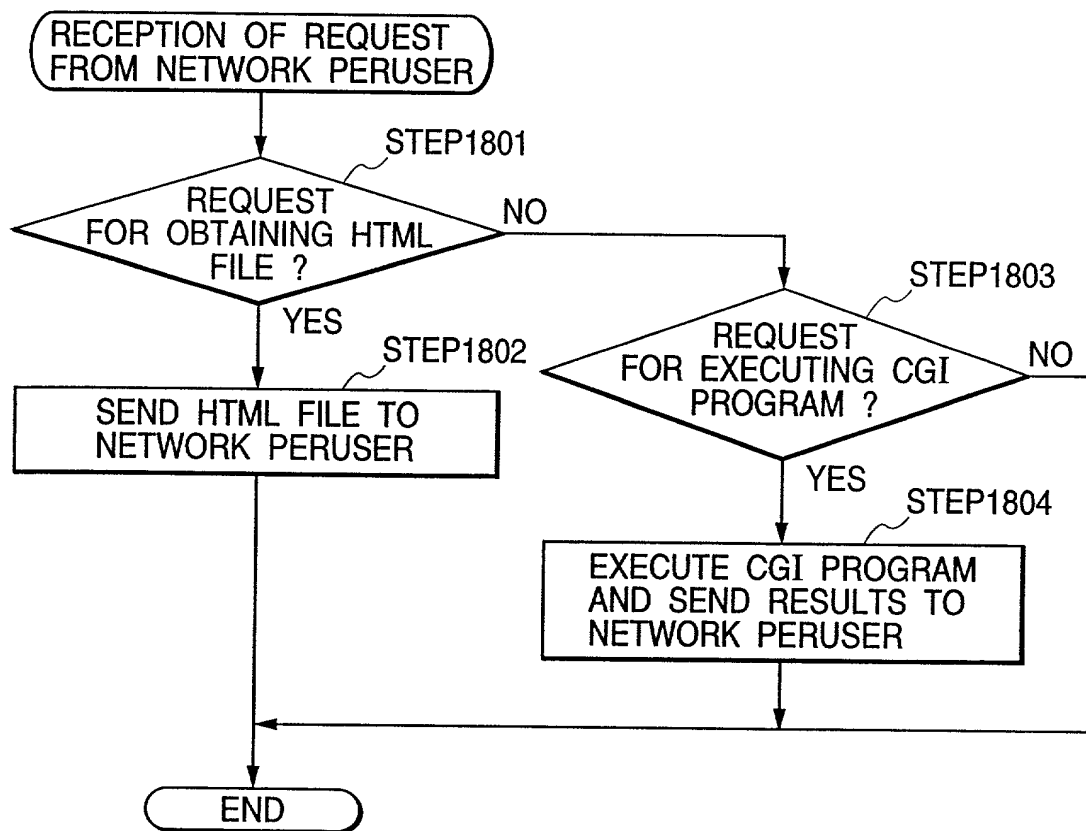 RECEPTION OF REQUEST
FROM NETWORK PERUSER
STEP1801
REQUEST
FOR OBTAINING HTML
FILE ?
NO
YES
STEP1802
SEND HTML FILE TO
NETWORK PERUSER
STEP1803
REQUEST
FOR EXECUTING CGI
PROGRAM ?
NO
YES
STEP1804
EXECUTE CGI PROGRAM
AND SEND RESULTS TO
NETWORK PERUSER
END